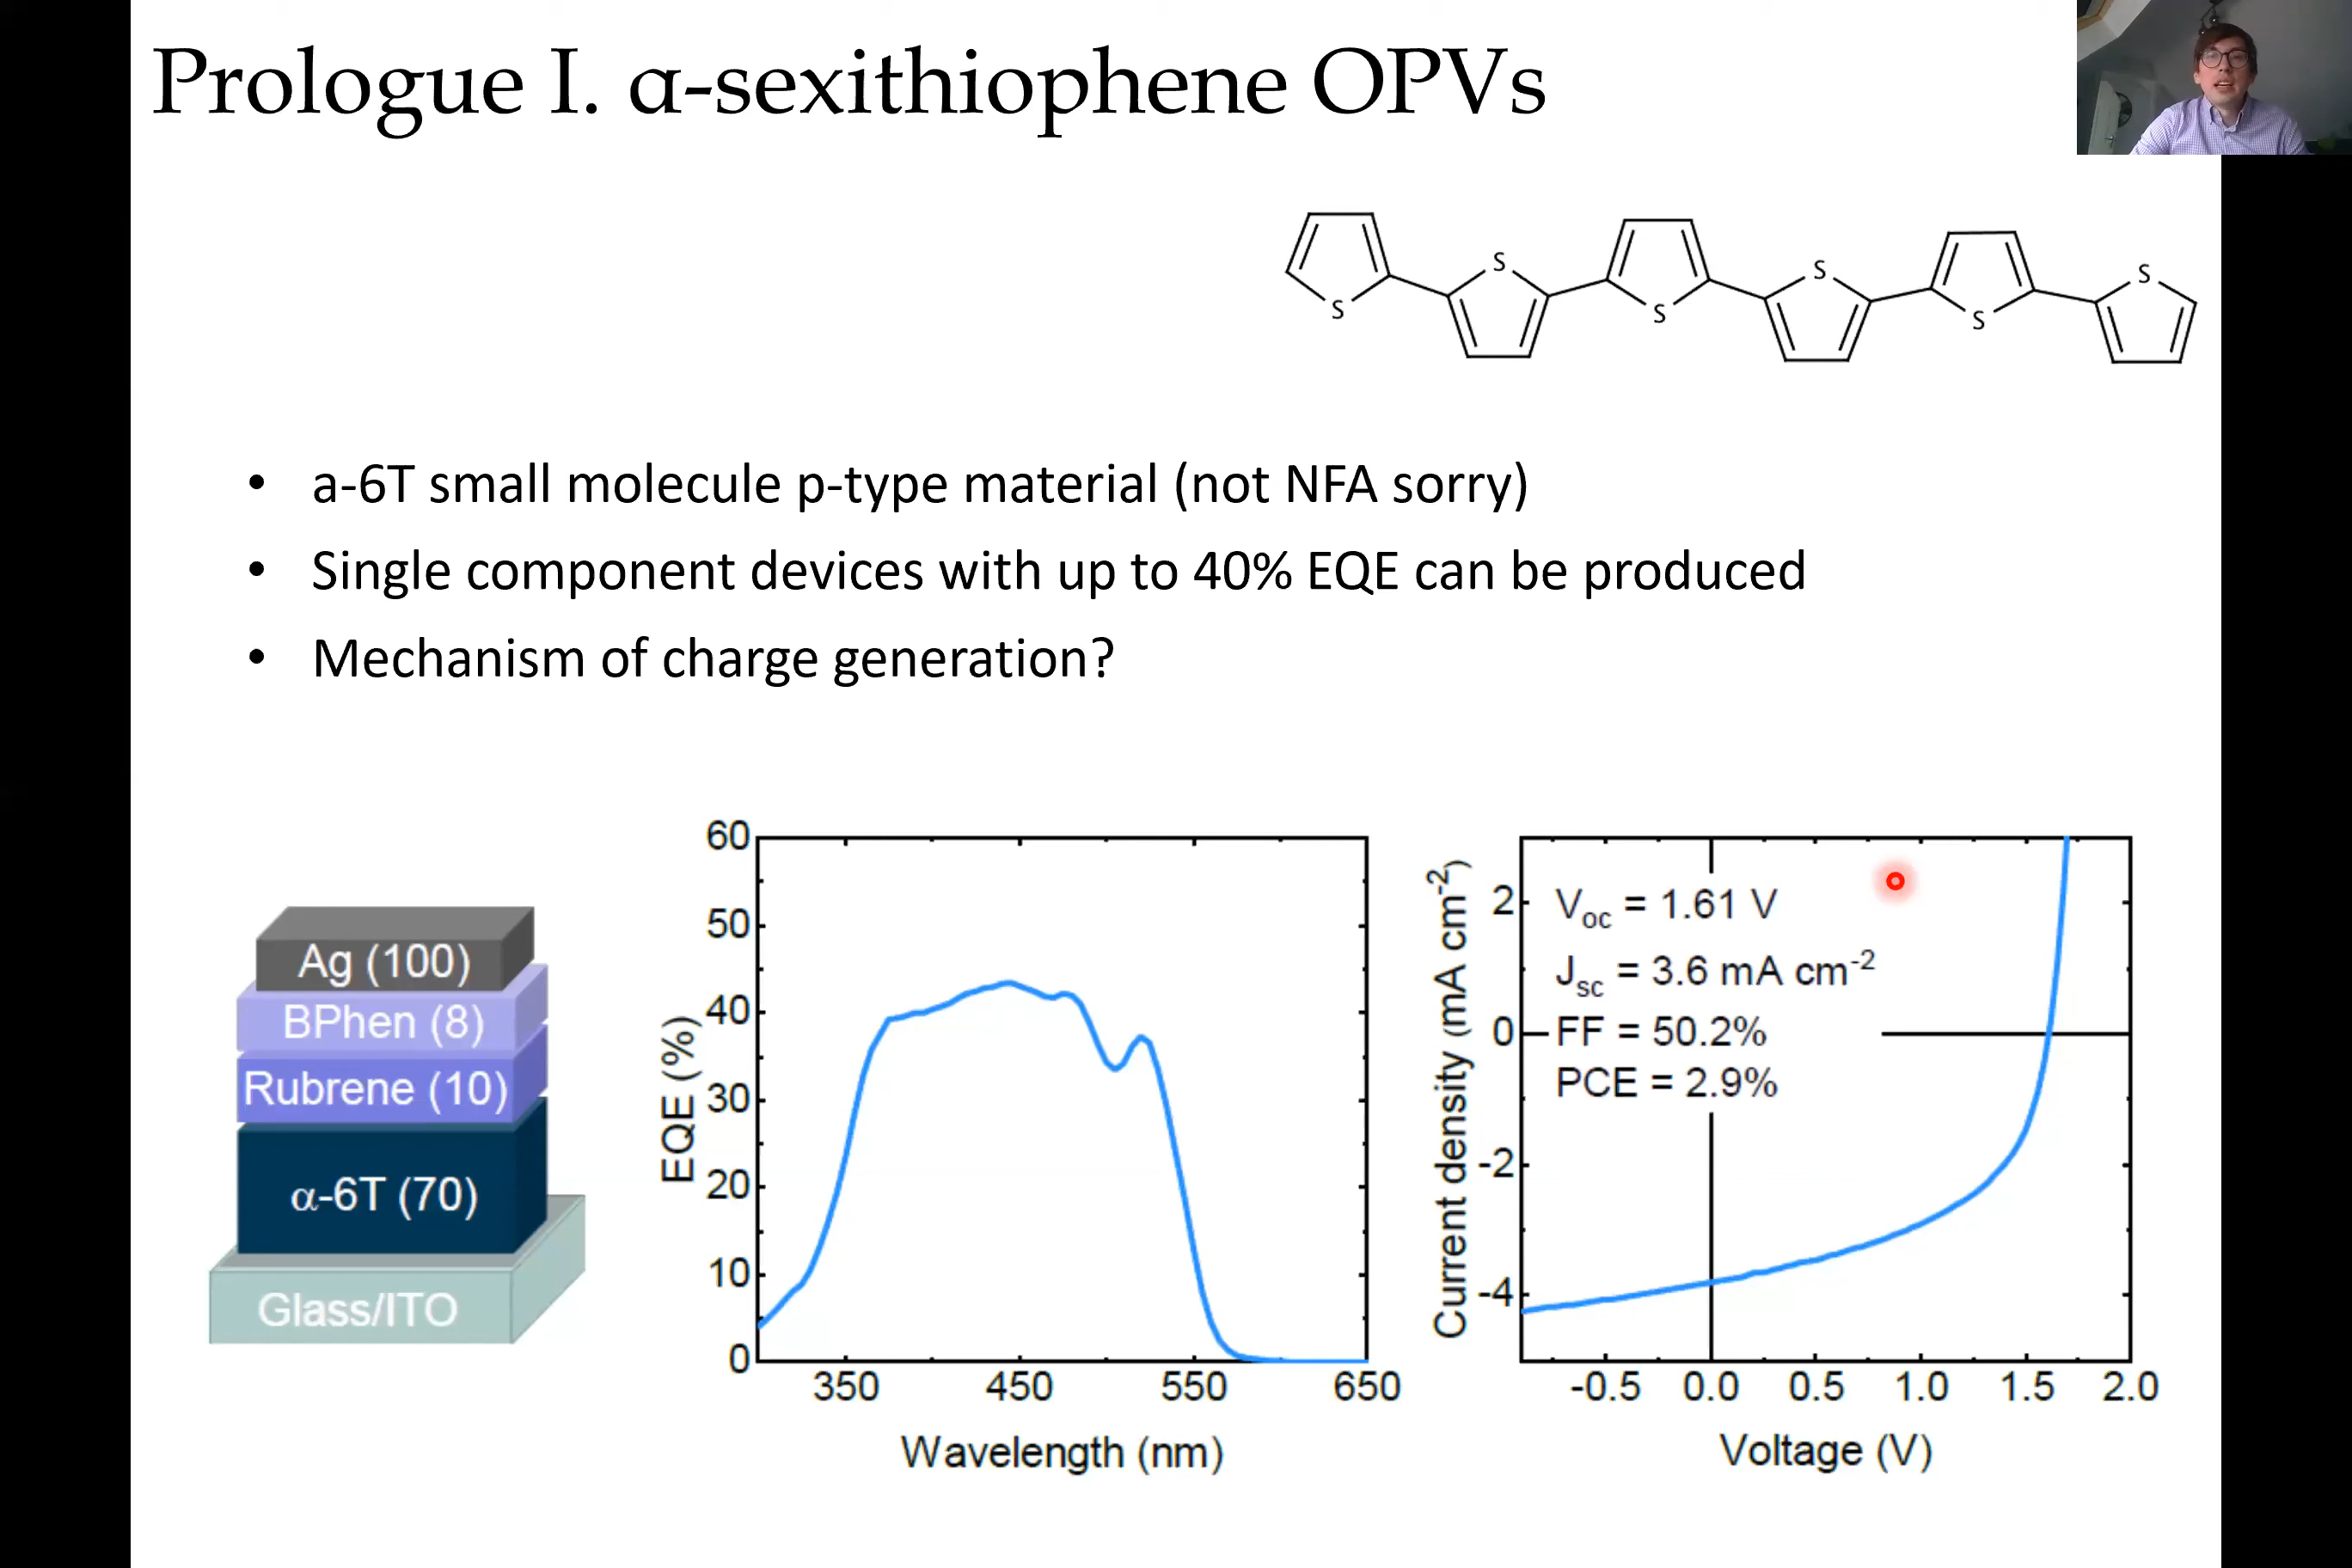 Prologue I. α-sexithiophene OPVs
S
S
S
S
S
S
• a-6T small molecule p-type material (not NFA sorry)
• Single component devices with up to 40% EQE can be produced
• Mechanism of charge generation?
Ag (100)
BPhen (8)
Rubrene (10)
α-6T (70)
Glass/ITO
EQE (%)
60
50
40
30
20
10
0
350 450 550 650
Wavelength (nm)
Current density (mA cm-2)
2
0
-2
-4
Voc = 1.61 V
Jsc = 3.6 mA cm-2
FF = 50.2%
PCE = 2.9%
-0.5 0.0 0.5 1.0 1.5 2.0
Voltage (V)